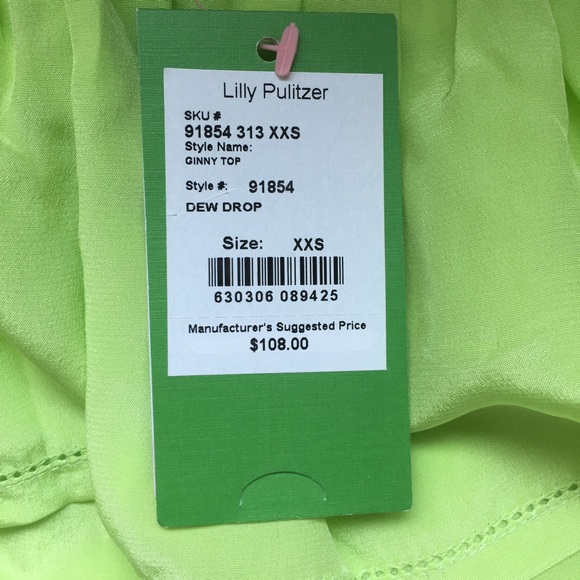 Lilly Pulitzer
SKU #
91854 313 XXS
Style Name:
GINNY TOP
Style #: 91854
DEW DROP
Size: XXS
630306 089425
Manufacturer's Suggested Price
$108.00